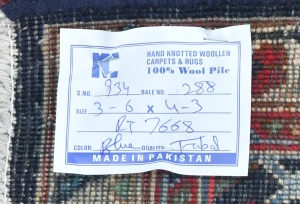 HAND KNOTTED WOOLLEN
CARPETS & RUGS
100% Wool Pile
S.NO. 934 BALE NO. 288
SIZE 3-6 x 4-3
RT 7668
COLOR Blue QUALITY
MADE IN PAKISTAN